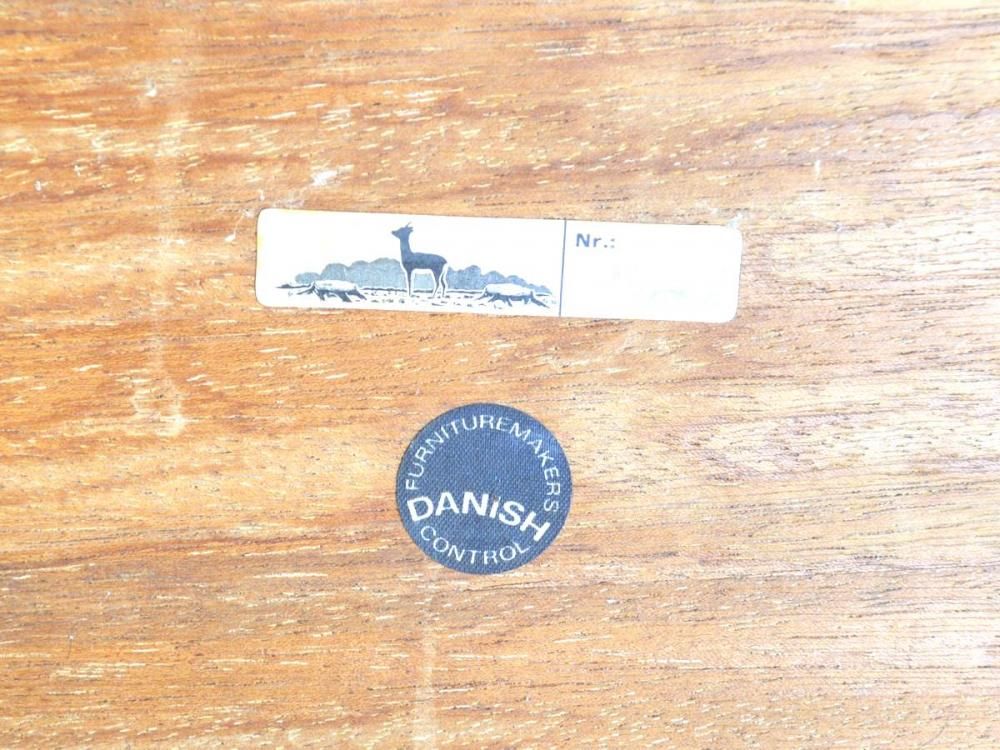 Nr.:
FURNITUREMAKERS
DANISH
CONTROL